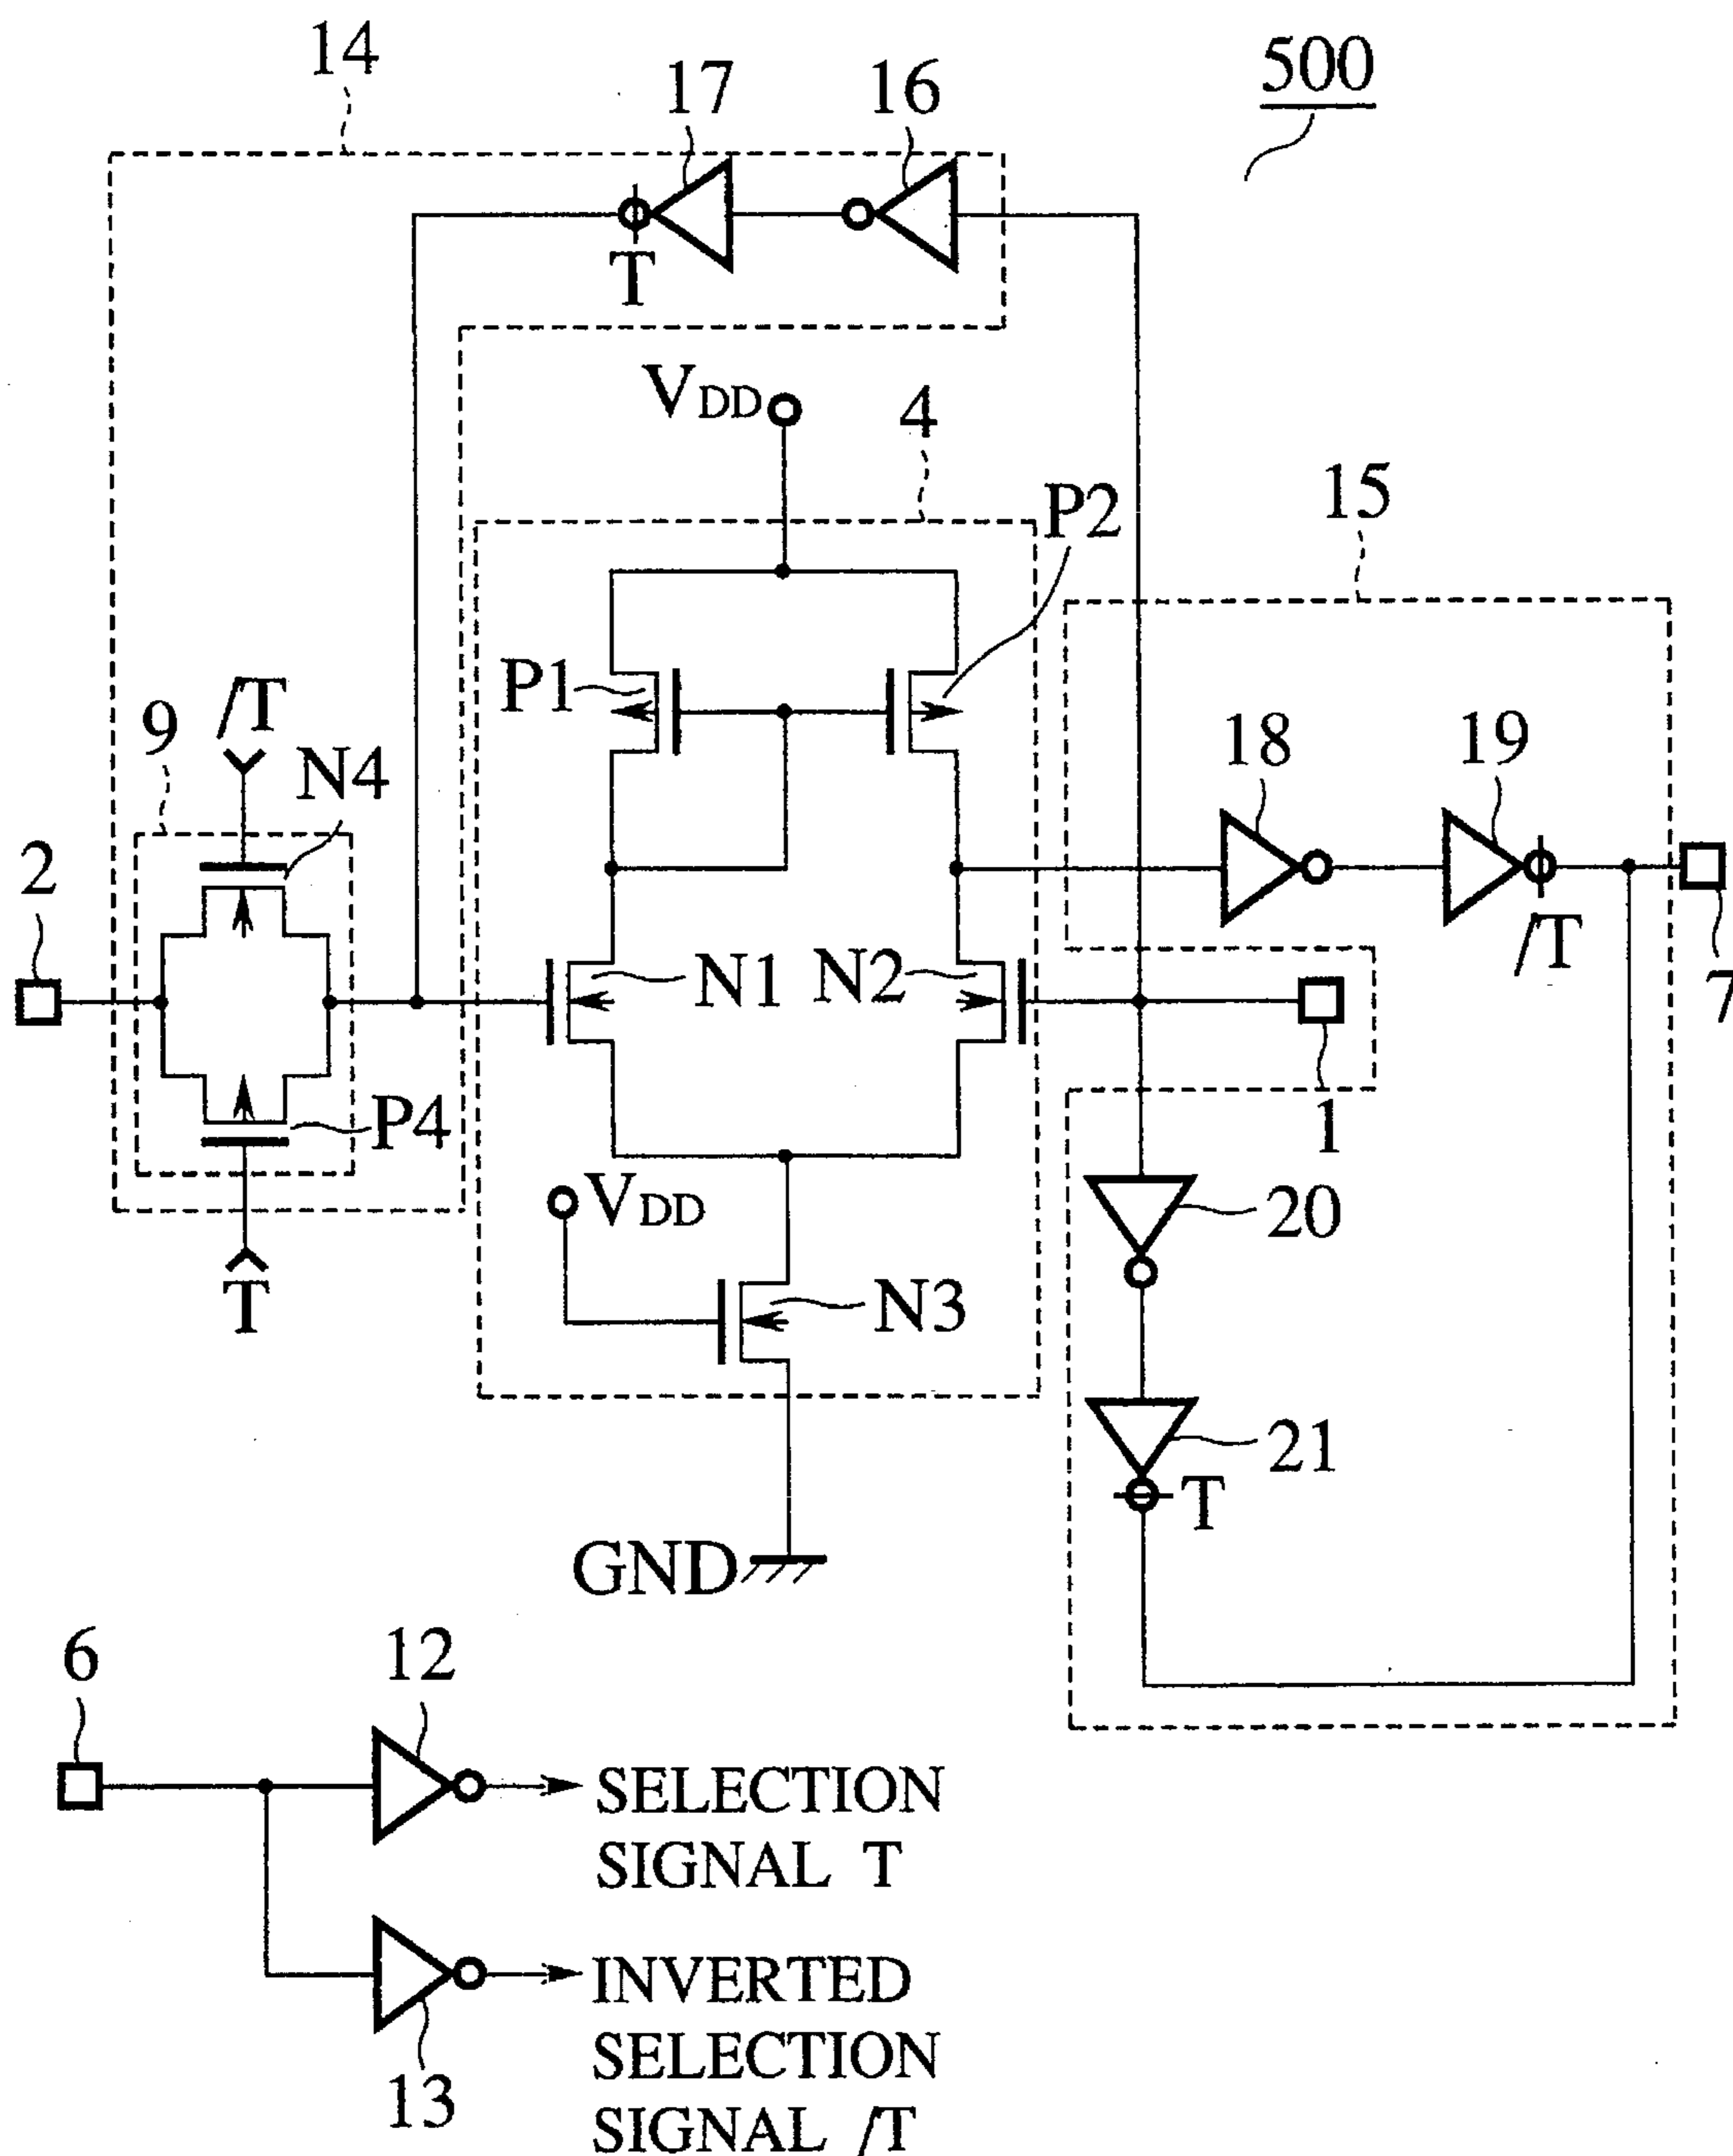 14
17
16
500
T
VDD
4
P2
15
P1
/T
9
N4
18
19
2
N1
N2
/T
7
P4
1
VDD
20
T
N3
21
T
GND
6
12
SELECTION
SIGNAL T
INVERTED
SELECTION
SIGNAL /T
13